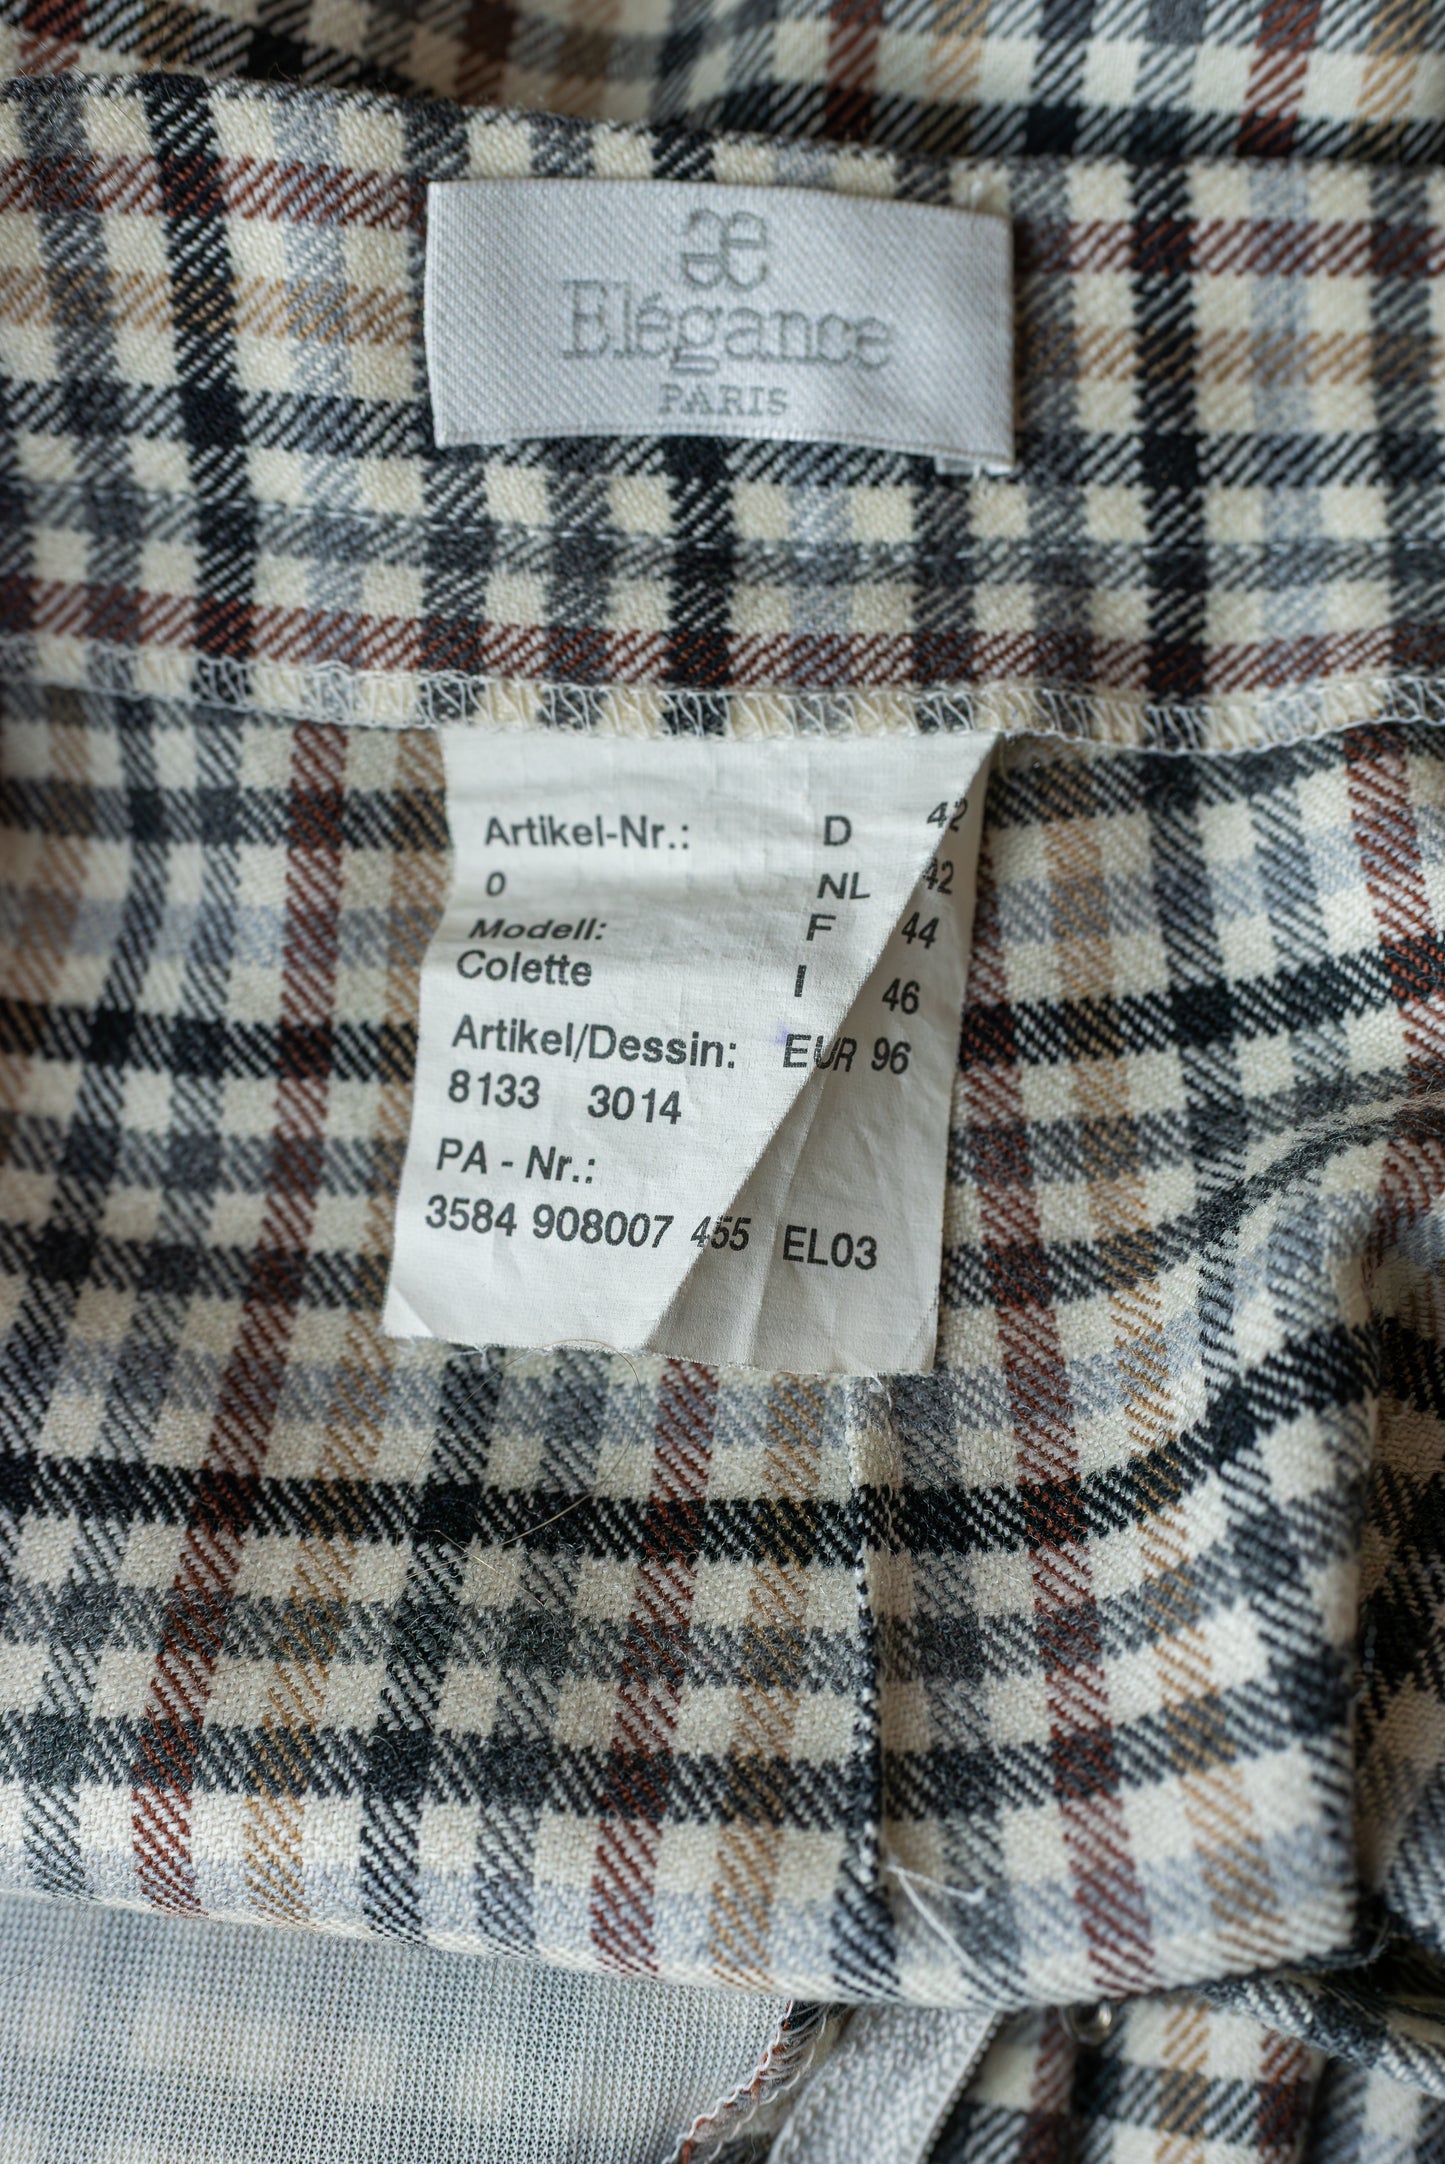 æ
Elégance
PARIS
Artikel-Nr.: D 42
0 NL 42
Modell: F 44
Colette I 46
Artikel/Dessin: EUR 96
8133 3014
PA - Nr.:
3584 908007 455 EL03